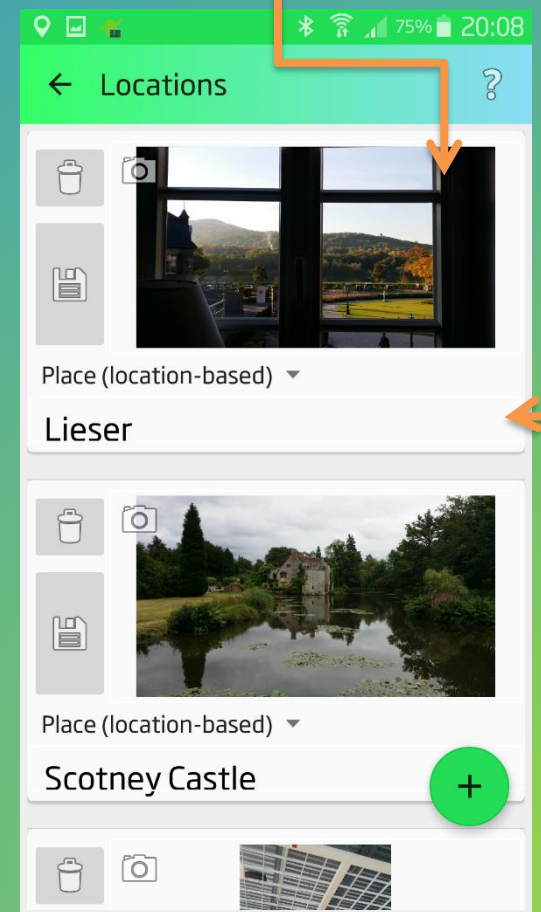 75% 20:08
Locations ?
Place (location-based)
Lieser
Place (location-based)
Scotney Castle
+